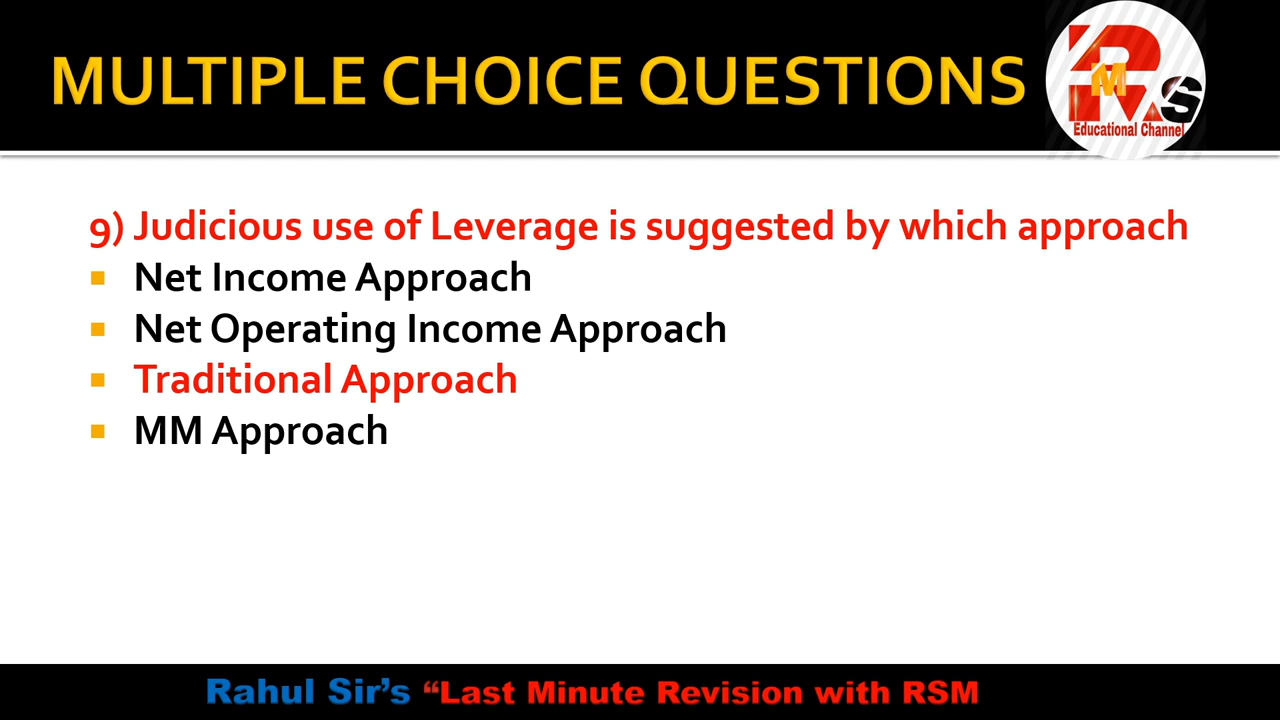 MULTIPLE CHOICE QUESTIONS
RMS
Educational Channel
9) Judicious use of Leverage is suggested by which approach
Net Income Approach
Net Operating Income Approach
Traditional Approach
MM Approach
Rahul Sir's “Last Minute Revision with RSM